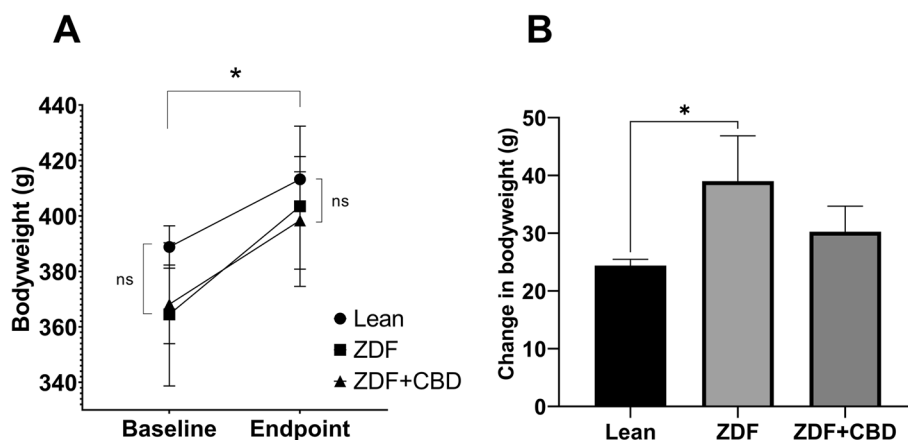 A
*
Bodyweight (g)
440
420
400
380
360
340
ns
ns
Lean
ZDF
ZDF+CBD
Baseline Endpoint
B
*
Change in bodyweight (g)
50
40
30
20
10
0
Lean ZDF ZDF+CBD